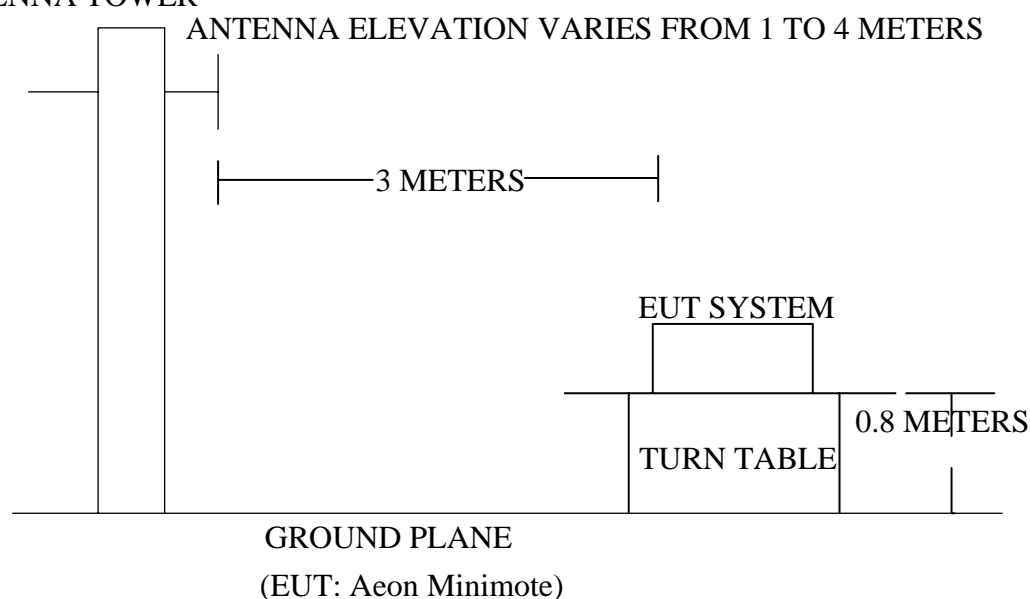 TOWER
ANTENNA ELEVATION VARIES FROM 1 TO 4 METERS
3 METERS
EUT SYSTEM
0.8 METERS
TURN TABLE
GROUND PLANE
(EUT: Aeon Minimote)